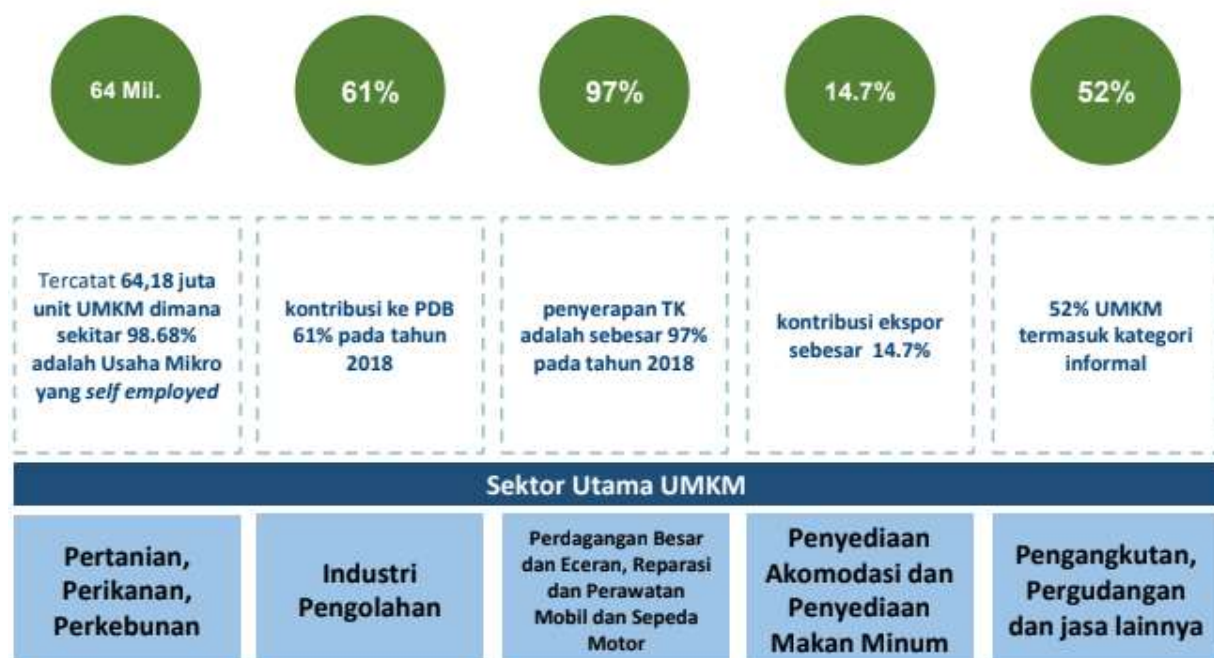 64 Mil.
61%
97%
14.7%
52%
Tercatat 64,18 juta
unit UMKM dimana
sekitar 98.68%
adalah Usaha Mikro
yang self employed
kontribusi ke PDB
61% pada tahun
2018
penyerapan TK
adalah sebesar 97%
pada tahun 2018
kontribusi ekspor
sebesar 14.7%
52% UMKM
termasuk kategori
informal
Sektor Utama UMKM
Pertanian,
Perikanan,
Perkebunan
Industri
Pengolahan
Perdagangan Besar
dan Eceran, Reparasi
dan Perawatan
Mobil dan Sepeda
Motor
Penyediaan
Akomodasi dan
Penyediaan
Makan Minum
Pengangkutan,
Pergudangan
dan jasa lainnya